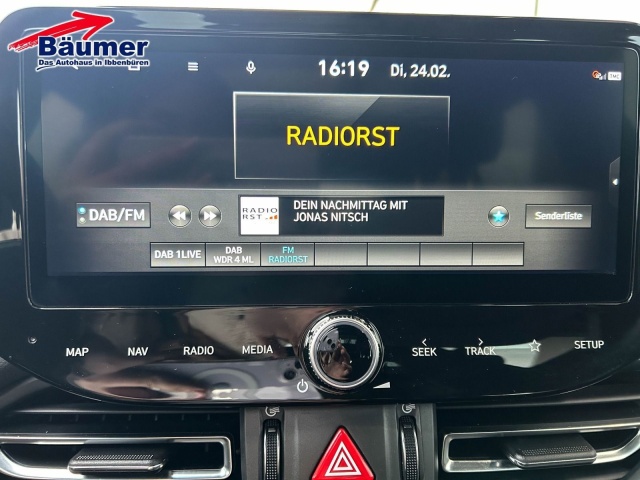 Bäumer
Das Autohaus in Ibbenbüren
16:19 Di, 24.02.
TMC
RADIORST
DAB/FM
RADIO
RST
DEIN NACHMITTAG MIT
JONAS NITSCH
Senderliste
DAB 1LIVE
DAB
WDR 4 ML
FM
RADIORST
MAP NAV RADIO MEDIA
SEEK TRACK SETUP